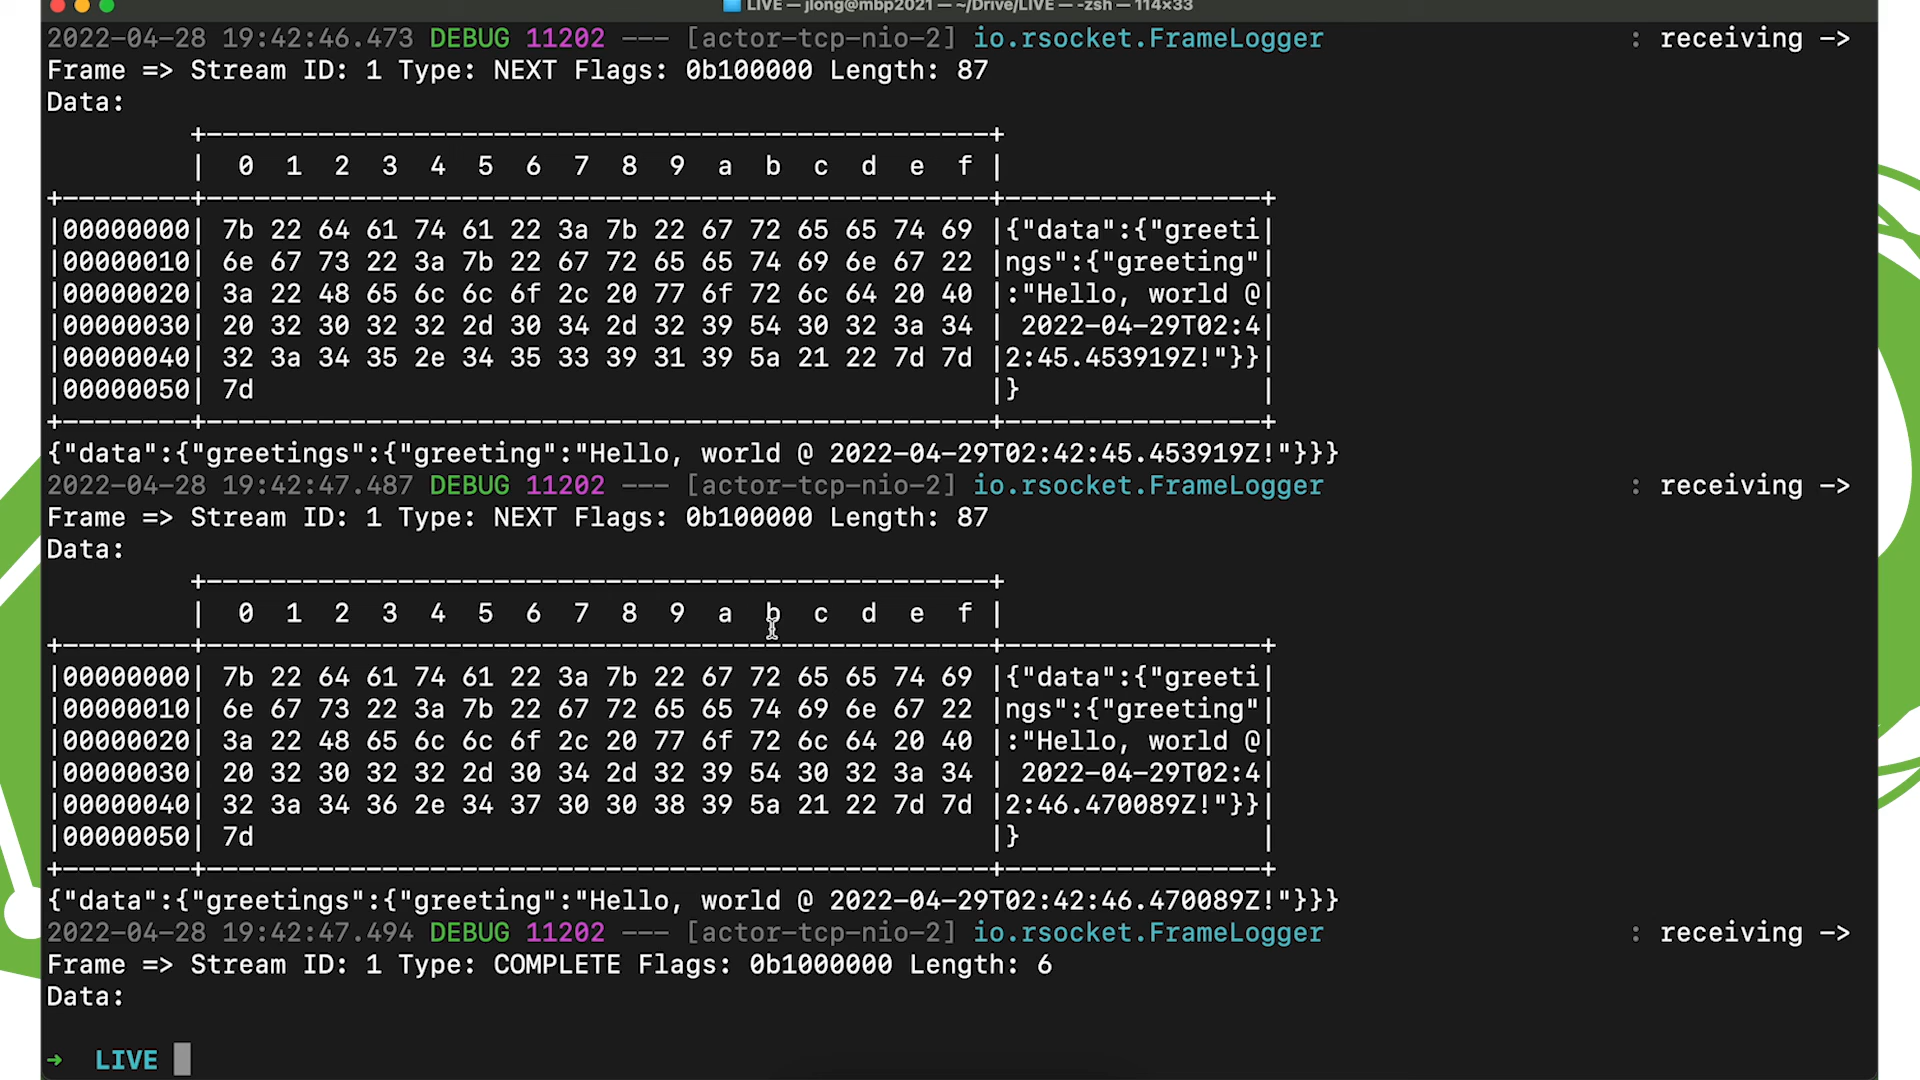 LIVE — jlong@mbp2021 — ~/Drive/LIVE — -zsh — 114×33
2022-04-28 19:42:46.473 DEBUG 11202 --- [actor-tcp-nio-2] io.rsocket.FrameLogger : receiving ->
Frame => Stream ID: 1 Type: NEXT Flags: 0b100000 Length: 87
Data:
+-------------------------------------------------+
|  0  1  2  3  4  5  6  7  8  9  a  b  c  d  e  f |
+--------+-------------------------------------------------+----------------+
|00000000| 7b 22 64 61 74 61 22 3a 7b 22 67 72 65 65 74 69 |{"data":{"greeti|
|00000010| 6e 67 73 22 3a 7b 22 67 72 65 65 74 69 6e 67 22 |ngs":{"greeting"|
|00000020| 3a 22 48 65 6c 6c 6f 2c 20 77 6f 72 6c 64 20 40 |:"Hello, world @|
|00000030| 20 32 30 32 32 2d 30 34 2d 32 39 54 30 32 3a 34 | 2022-04-29T02:4|
|00000040| 32 3a 34 35 2e 34 35 33 39 31 39 5a 21 22 7d 7d |2:45.453919Z!"}}|
|00000050| 7d                                              |}               |
+--------+-------------------------------------------------+----------------+
{"data":{"greetings":{"greeting":"Hello, world @ 2022-04-29T02:42:45.453919Z!"}}}
2022-04-28 19:42:47.487 DEBUG 11202 --- [actor-tcp-nio-2] io.rsocket.FrameLogger : receiving ->
Frame => Stream ID: 1 Type: NEXT Flags: 0b100000 Length: 87
Data:
+-------------------------------------------------+
|  0  1  2  3  4  5  6  7  8  9  a  b  c  d  e  f |
+--------+-------------------------------------------------+----------------+
|00000000| 7b 22 64 61 74 61 22 3a 7b 22 67 72 65 65 74 69 |{"data":{"greeti|
|00000010| 6e 67 73 22 3a 7b 22 67 72 65 65 74 69 6e 67 22 |ngs":{"greeting"|
|00000020| 3a 22 48 65 6c 6c 6f 2c 20 77 6f 72 6c 64 20 40 |:"Hello, world @|
|00000030| 20 32 30 32 32 2d 30 34 2d 32 39 54 30 32 3a 34 | 2022-04-29T02:4|
|00000040| 32 3a 34 36 2e 34 37 30 30 38 39 5a 21 22 7d 7d |2:46.470089Z!"}}|
|00000050| 7d                                              |}               |
+--------+-------------------------------------------------+----------------+
{"data":{"greetings":{"greeting":"Hello, world @ 2022-04-29T02:42:46.470089Z!"}}}
2022-04-28 19:42:47.494 DEBUG 11202 --- [actor-tcp-nio-2] io.rsocket.FrameLogger : receiving ->
Frame => Stream ID: 1 Type: COMPLETE Flags: 0b1000000 Length: 6
Data:
➜ LIVE